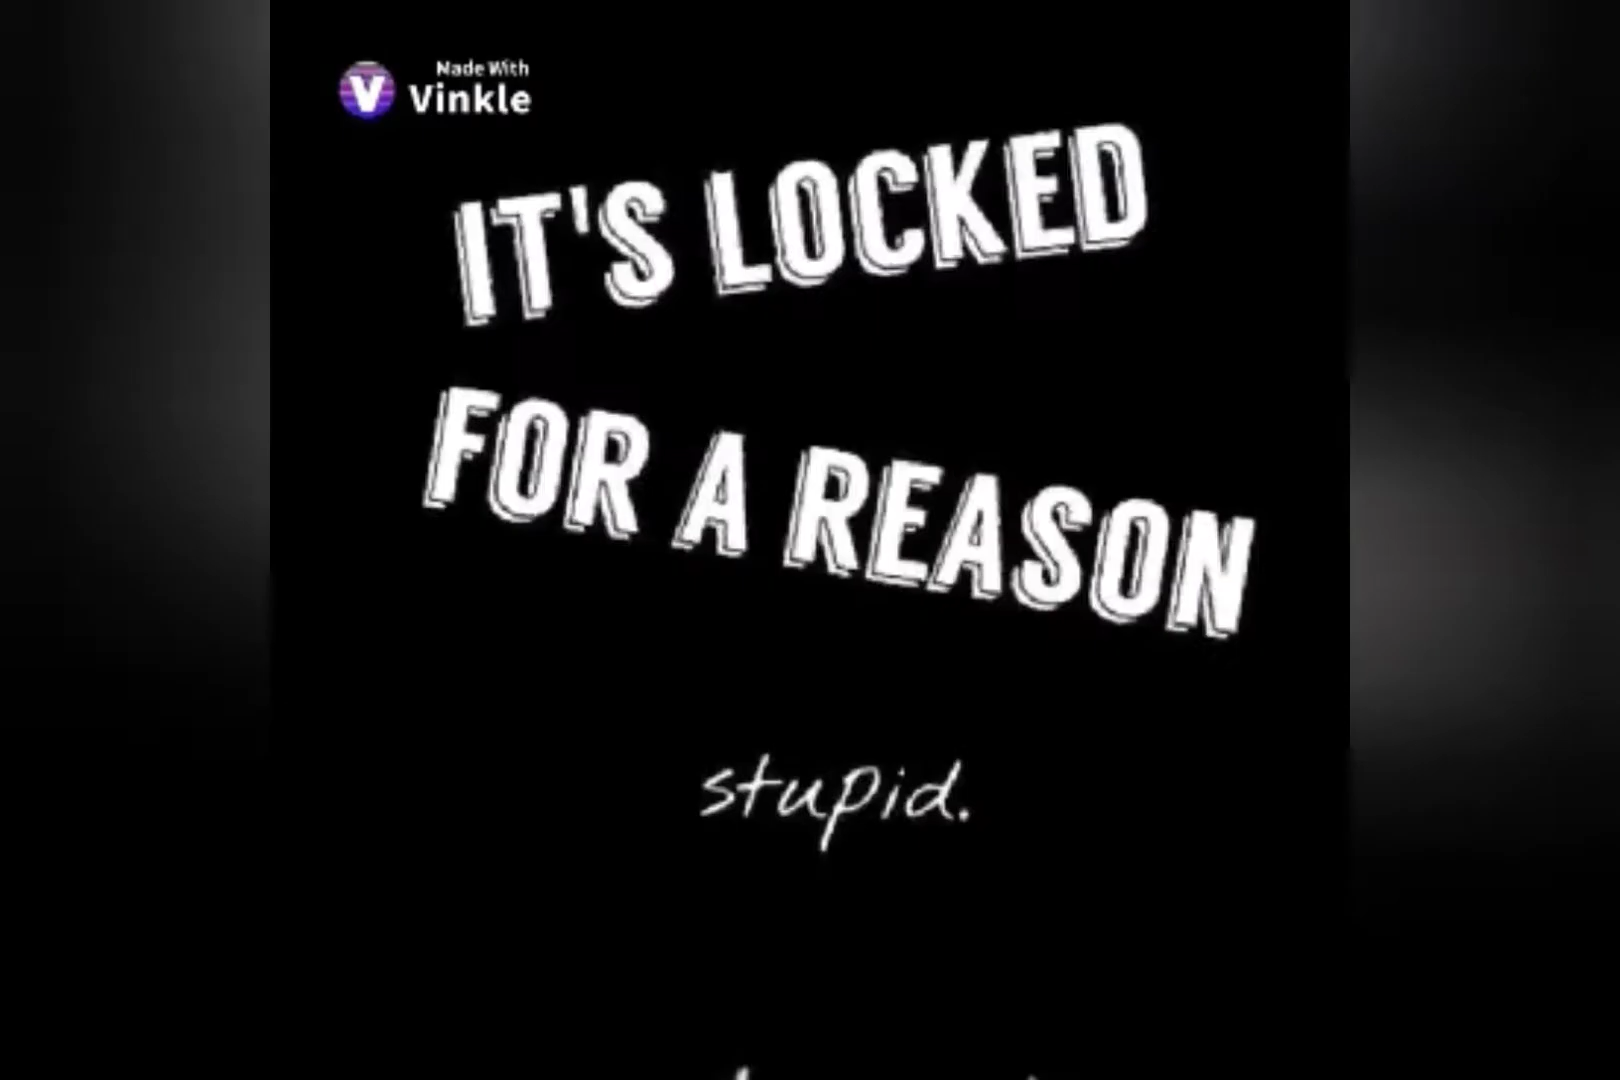 Made With
Vinkle
IT'S LOCKED
FOR A REASON
stupid.